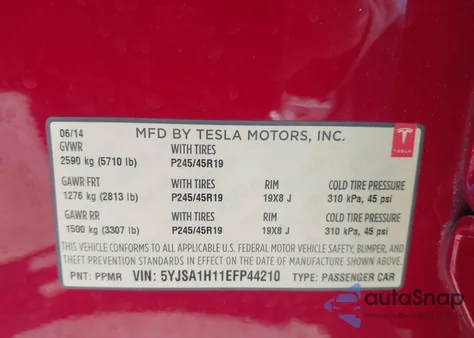 06/14 MFD BY TESLA MOTORS, INC.
GVWR WITH TIRES TESLA
2590 kg (5710 lb) P245/45R19
GAWR FRT WITH TIRES RIM COLD TIRE PRESSURE
1276 kg (2813 lb) P245/45R19 19X8 J 310 kPa, 45 psi
GAWR RR WITH TIRES RIM COLD TIRE PRESSURE
1500 kg (3307 lb) P245/45R19 19X8 J 310 kPa, 45 psi
THIS VEHICLE CONFORMS TO ALL APPLICABLE U.S. FEDERAL MOTOR VEHICLE SAFETY, BUMPER, AND
THEFT PREVENTION STANDARDS IN EFFECT ON THE DATE OF MANUFACTURE SHOWN ABOVE.
PNT: PPMR VIN: 5YJSA1H11EFP44210 TYPE: PASSENGER CAR
autoSnap